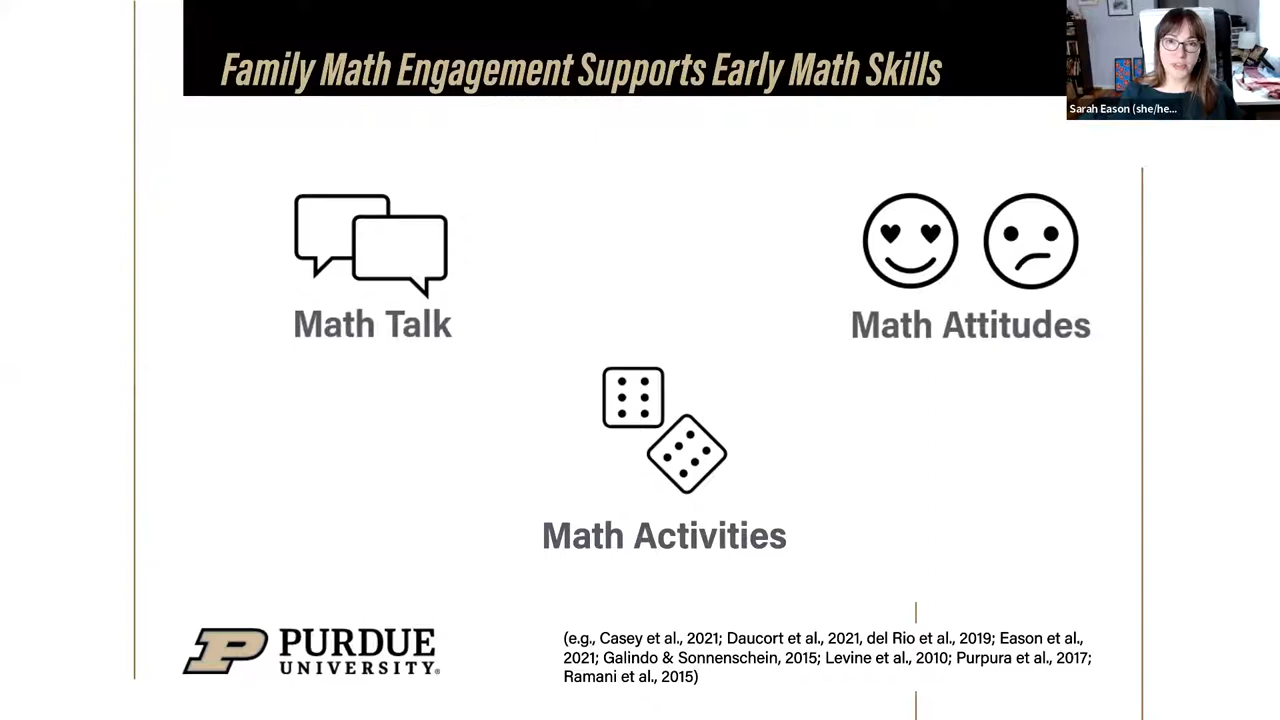 Family Math Engagement Supports Early Math Skills
Sarah Eason (she/he...
Math Talk
Math Attitudes
Math Activities
P
PURDUE
UNIVERSITY®
(e.g., Casey et al., 2021; Daucort et al., 2021, del Rio et al., 2019; Eason et al.,
2021; Galindo & Sonnenschein, 2015; Levine et al., 2010; Purpura et al., 2017;
Ramani et al., 2015)